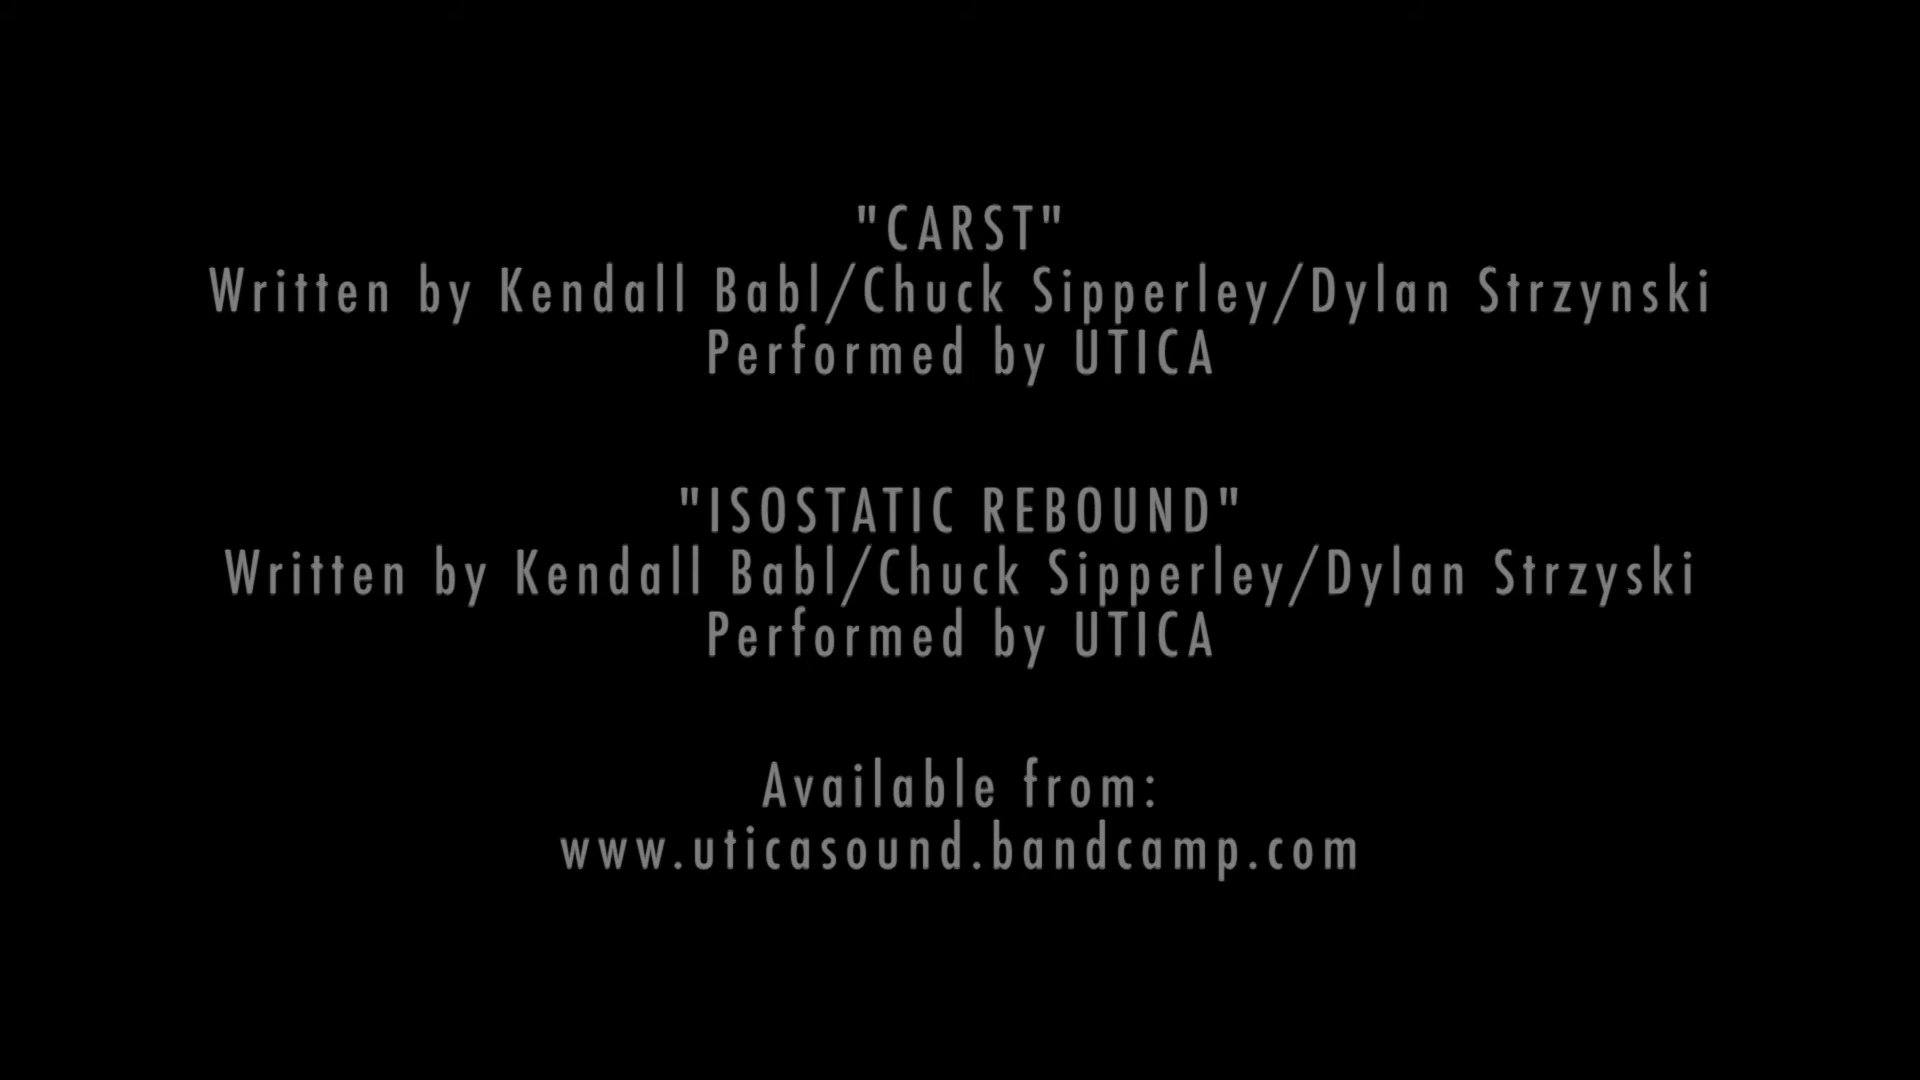 "CARST"
Written by Kendall Babl/Chuck Sipperley/Dylan Strzynski
Performed by UTICA
"ISOSTATIC REBOUND"
Written by Kendall Babl/Chuck Sipperley/Dylan Strzyski
Performed by UTICA
Available from:
www.uticasound.bandcamp.com